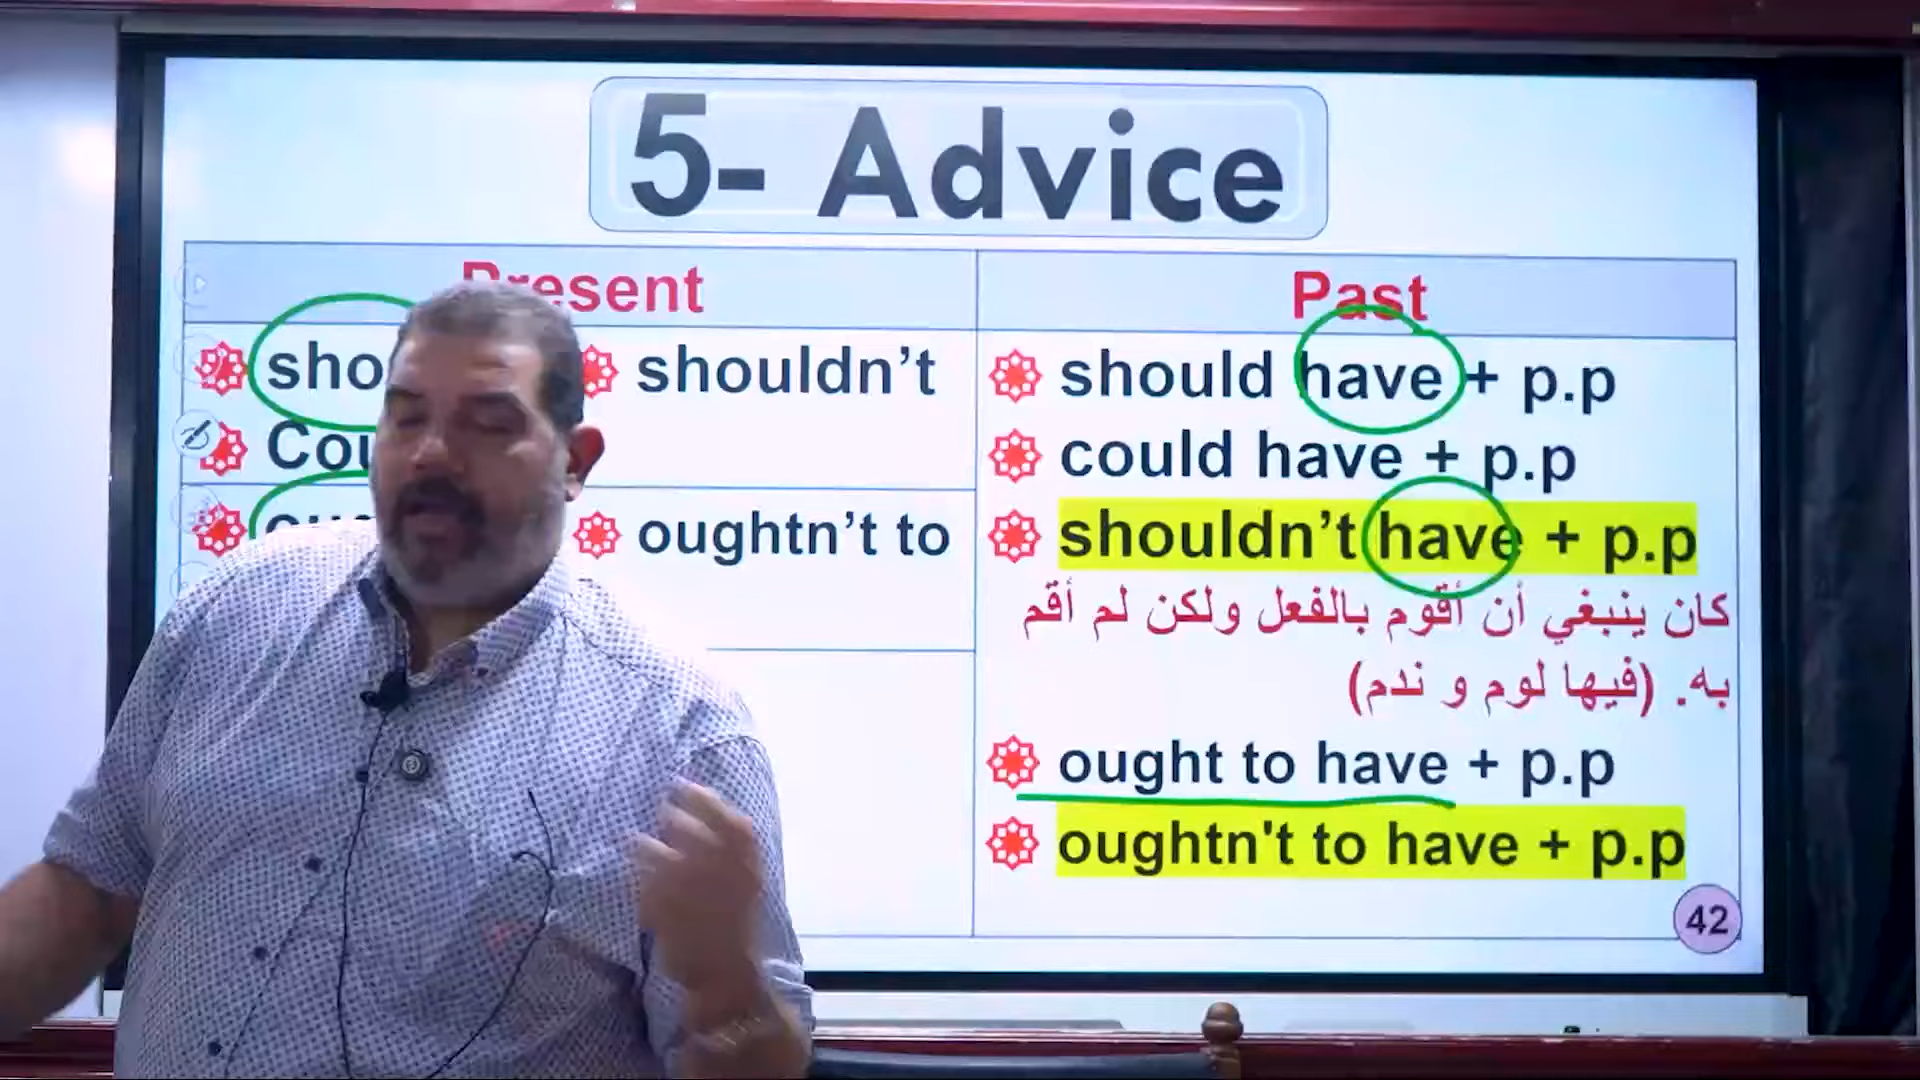 5- Advice
Present
Past
shouldn't
should have + p.p
could have + p.p
oughtn't to
shouldn't have + p.p
كان ينبغي أن أقوم بالفعل ولكن لم أقم
به. (فيها لوم و ندم)
ought to have + p.p
oughtn't to have + p.p
42